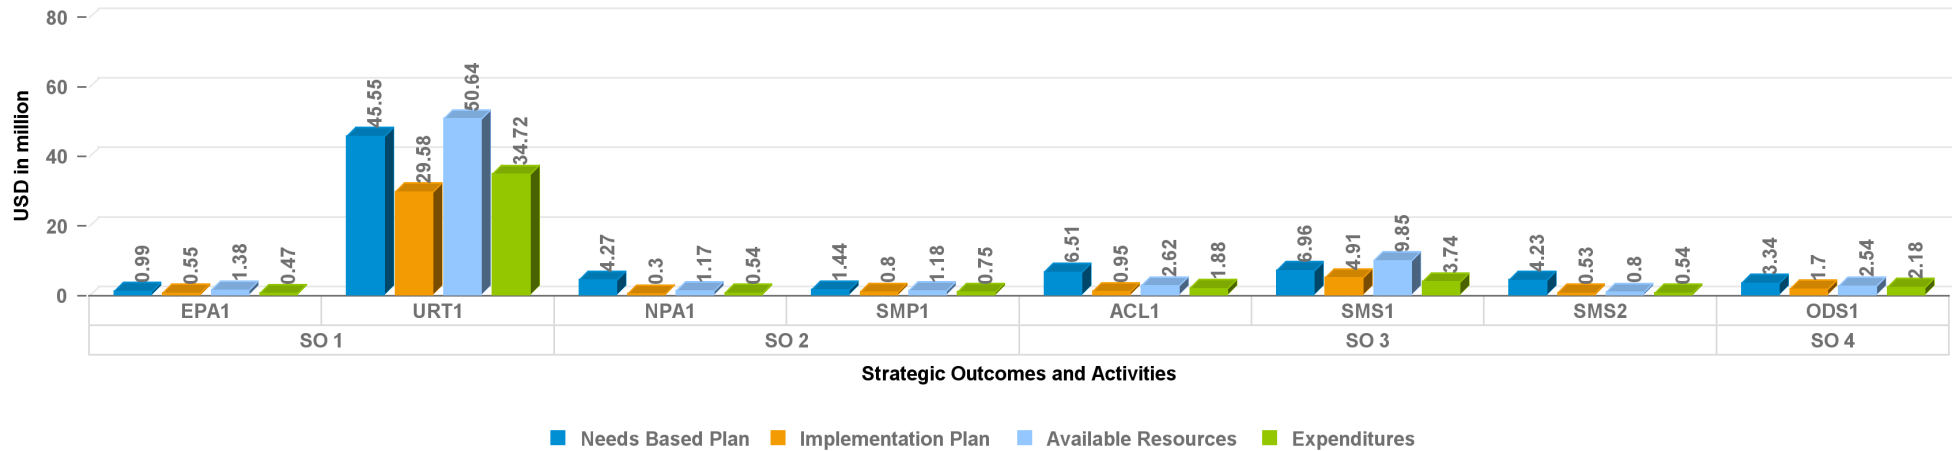 80
60
40
20
0
USD in million
0.99 0.55 1.38 0.47 45.55 29.58 50.64 34.72 4.27 0.3 1.17 0.54 1.44 0.8 1.18 0.75 6.51 0.95 2.62 1.88 6.96 4.91 9.85 3.74 4.23 0.53 0.8 0.54 3.34 1.7 2.54 2.18
EPA1 URT1 NPA1 SMP1 ACL1 SMS1 SMS2 ODS1
SO 1 SO 2 SO 3 SO 4
Strategic Outcomes and Activities
Needs Based Plan Implementation Plan Available Resources Expenditures